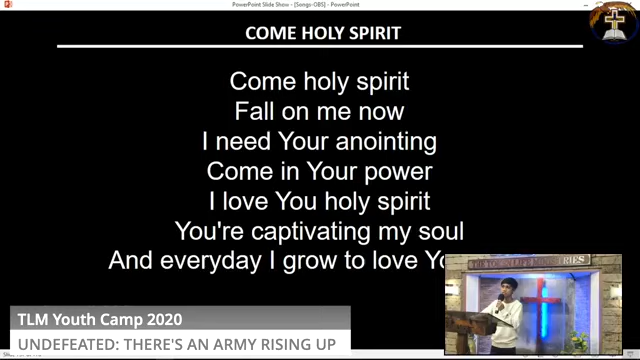 PowerPoint Slide Show - [Songs-OBS] - PowerPoint
COME HOLY SPIRIT
Come holy spirit
Fall on me now
I need Your anointing
Come in Your power
I love You holy spirit
You're captivating my soul
And everyday I grow to love
TLM Youth Camp 2020
UNDEFEATED: THERE'S AN ARMY RISING UP